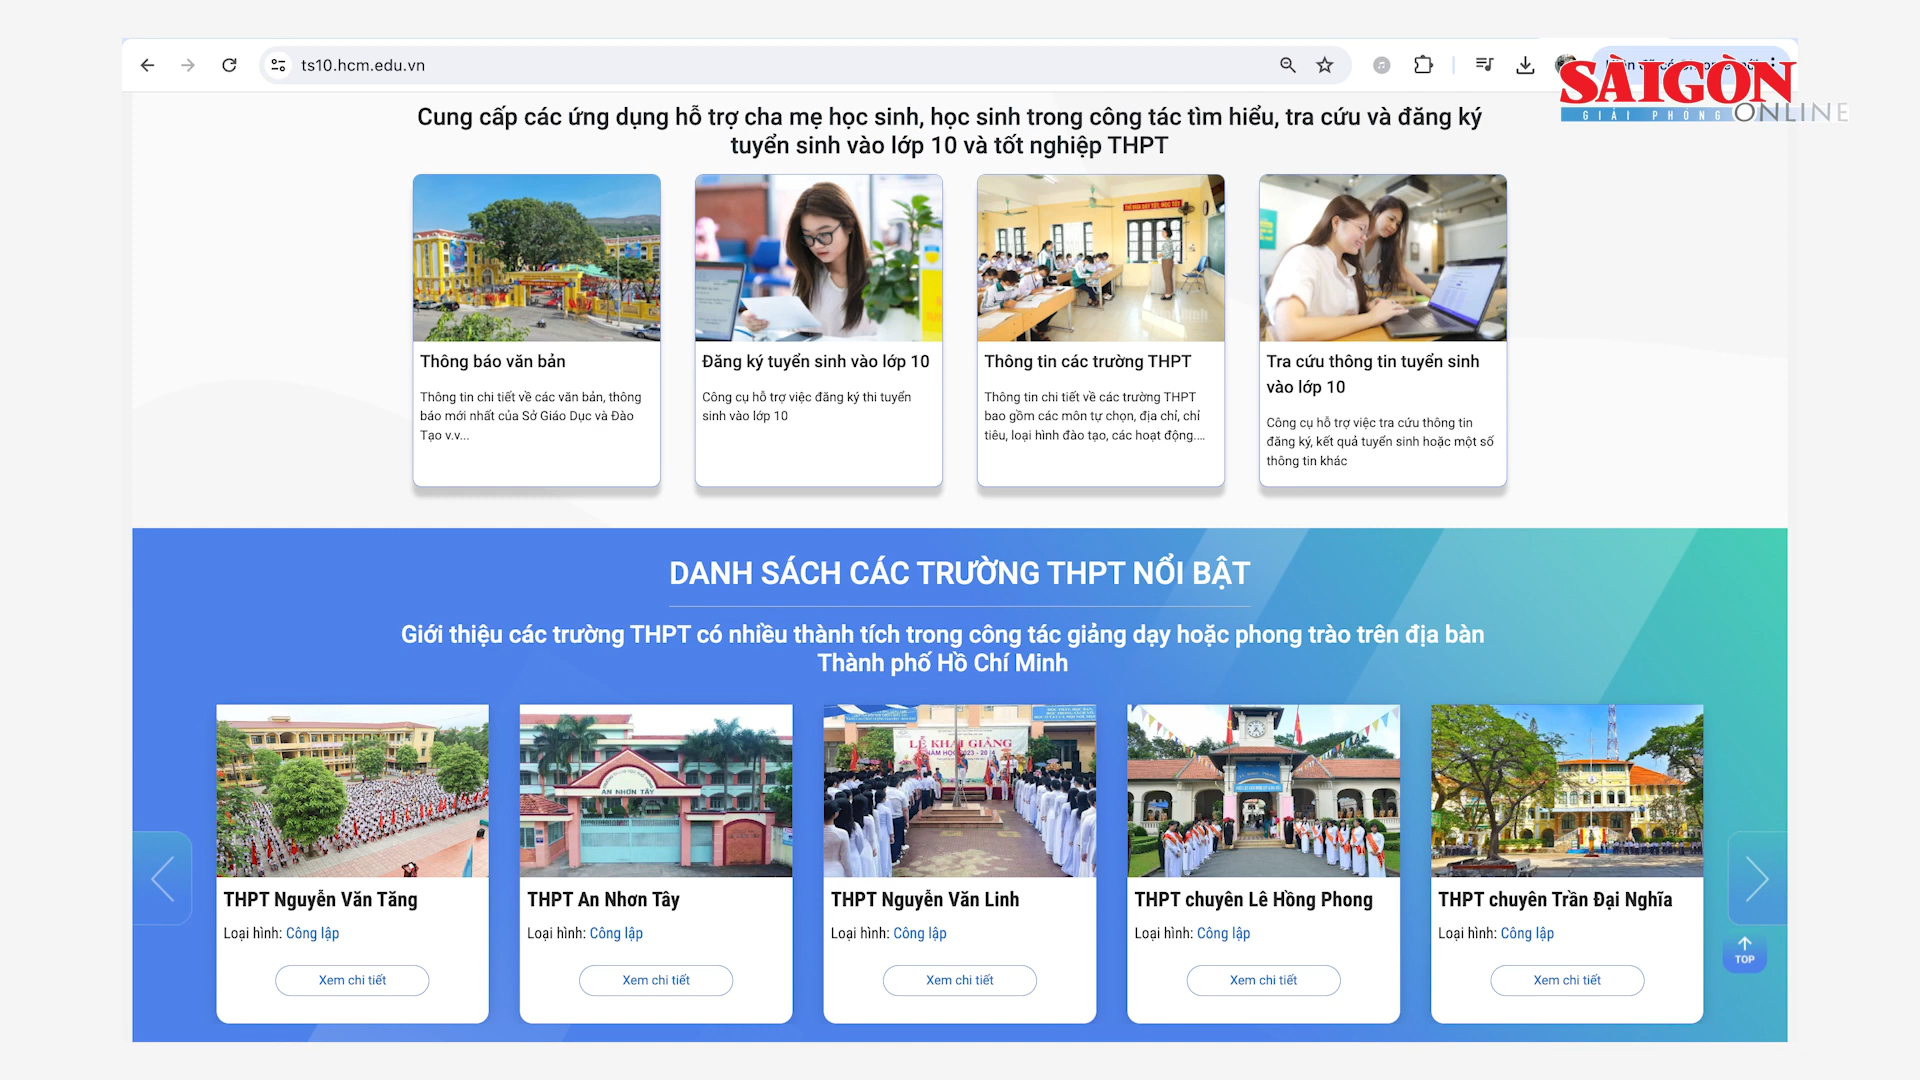 ts10.hcm.edu.vn
SÀIGÒN
GIẢI PHÓNG ONLINE
Cung cấp các ứng dụng hỗ trợ cha mẹ học sinh, học sinh trong công tác tìm hiểu, tra cứu và đăng ký
tuyển sinh vào lớp 10 và tốt nghiệp THPT
Thông báo văn bản
Thông tin chi tiết về các văn bản, thông
báo mới nhất của Sở Giáo Dục và Đào
Tạo v.v...
Đăng ký tuyển sinh vào lớp 10
Công cụ hỗ trợ việc đăng ký thi tuyển
sinh vào lớp 10
Thông tin các trường THPT
Thông tin chi tiết về các trường THPT
bao gồm các môn tự chọn, địa chỉ, chỉ
tiêu, loại hình đào tạo, các hoạt động....
Tra cứu thông tin tuyển sinh
vào lớp 10
Công cụ hỗ trợ việc tra cứu thông tin
đăng ký, kết quả tuyển sinh hoặc một số
thông tin khác
DANH SÁCH CÁC TRƯỜNG THPT NỔI BẬT
Giới thiệu các trường THPT có nhiều thành tích trong công tác giảng dạy hoặc phong trào trên địa bàn
Thành phố Hồ Chí Minh
AN NHƠN TÂY
LỄ KHAI GIẢNG
NĂM HỌC 2023 - 2024
THPT Nguyễn Văn Tăng
Loại hình: Công lập
Xem chi tiết
THPT An Nhơn Tây
Loại hình: Công lập
Xem chi tiết
THPT Nguyễn Văn Linh
Loại hình: Công lập
Xem chi tiết
THPT chuyên Lê Hồng Phong
Loại hình: Công lập
Xem chi tiết
THPT chuyên Trần Đại Nghĩa
Loại hình: Công lập
Xem chi tiết
TOP